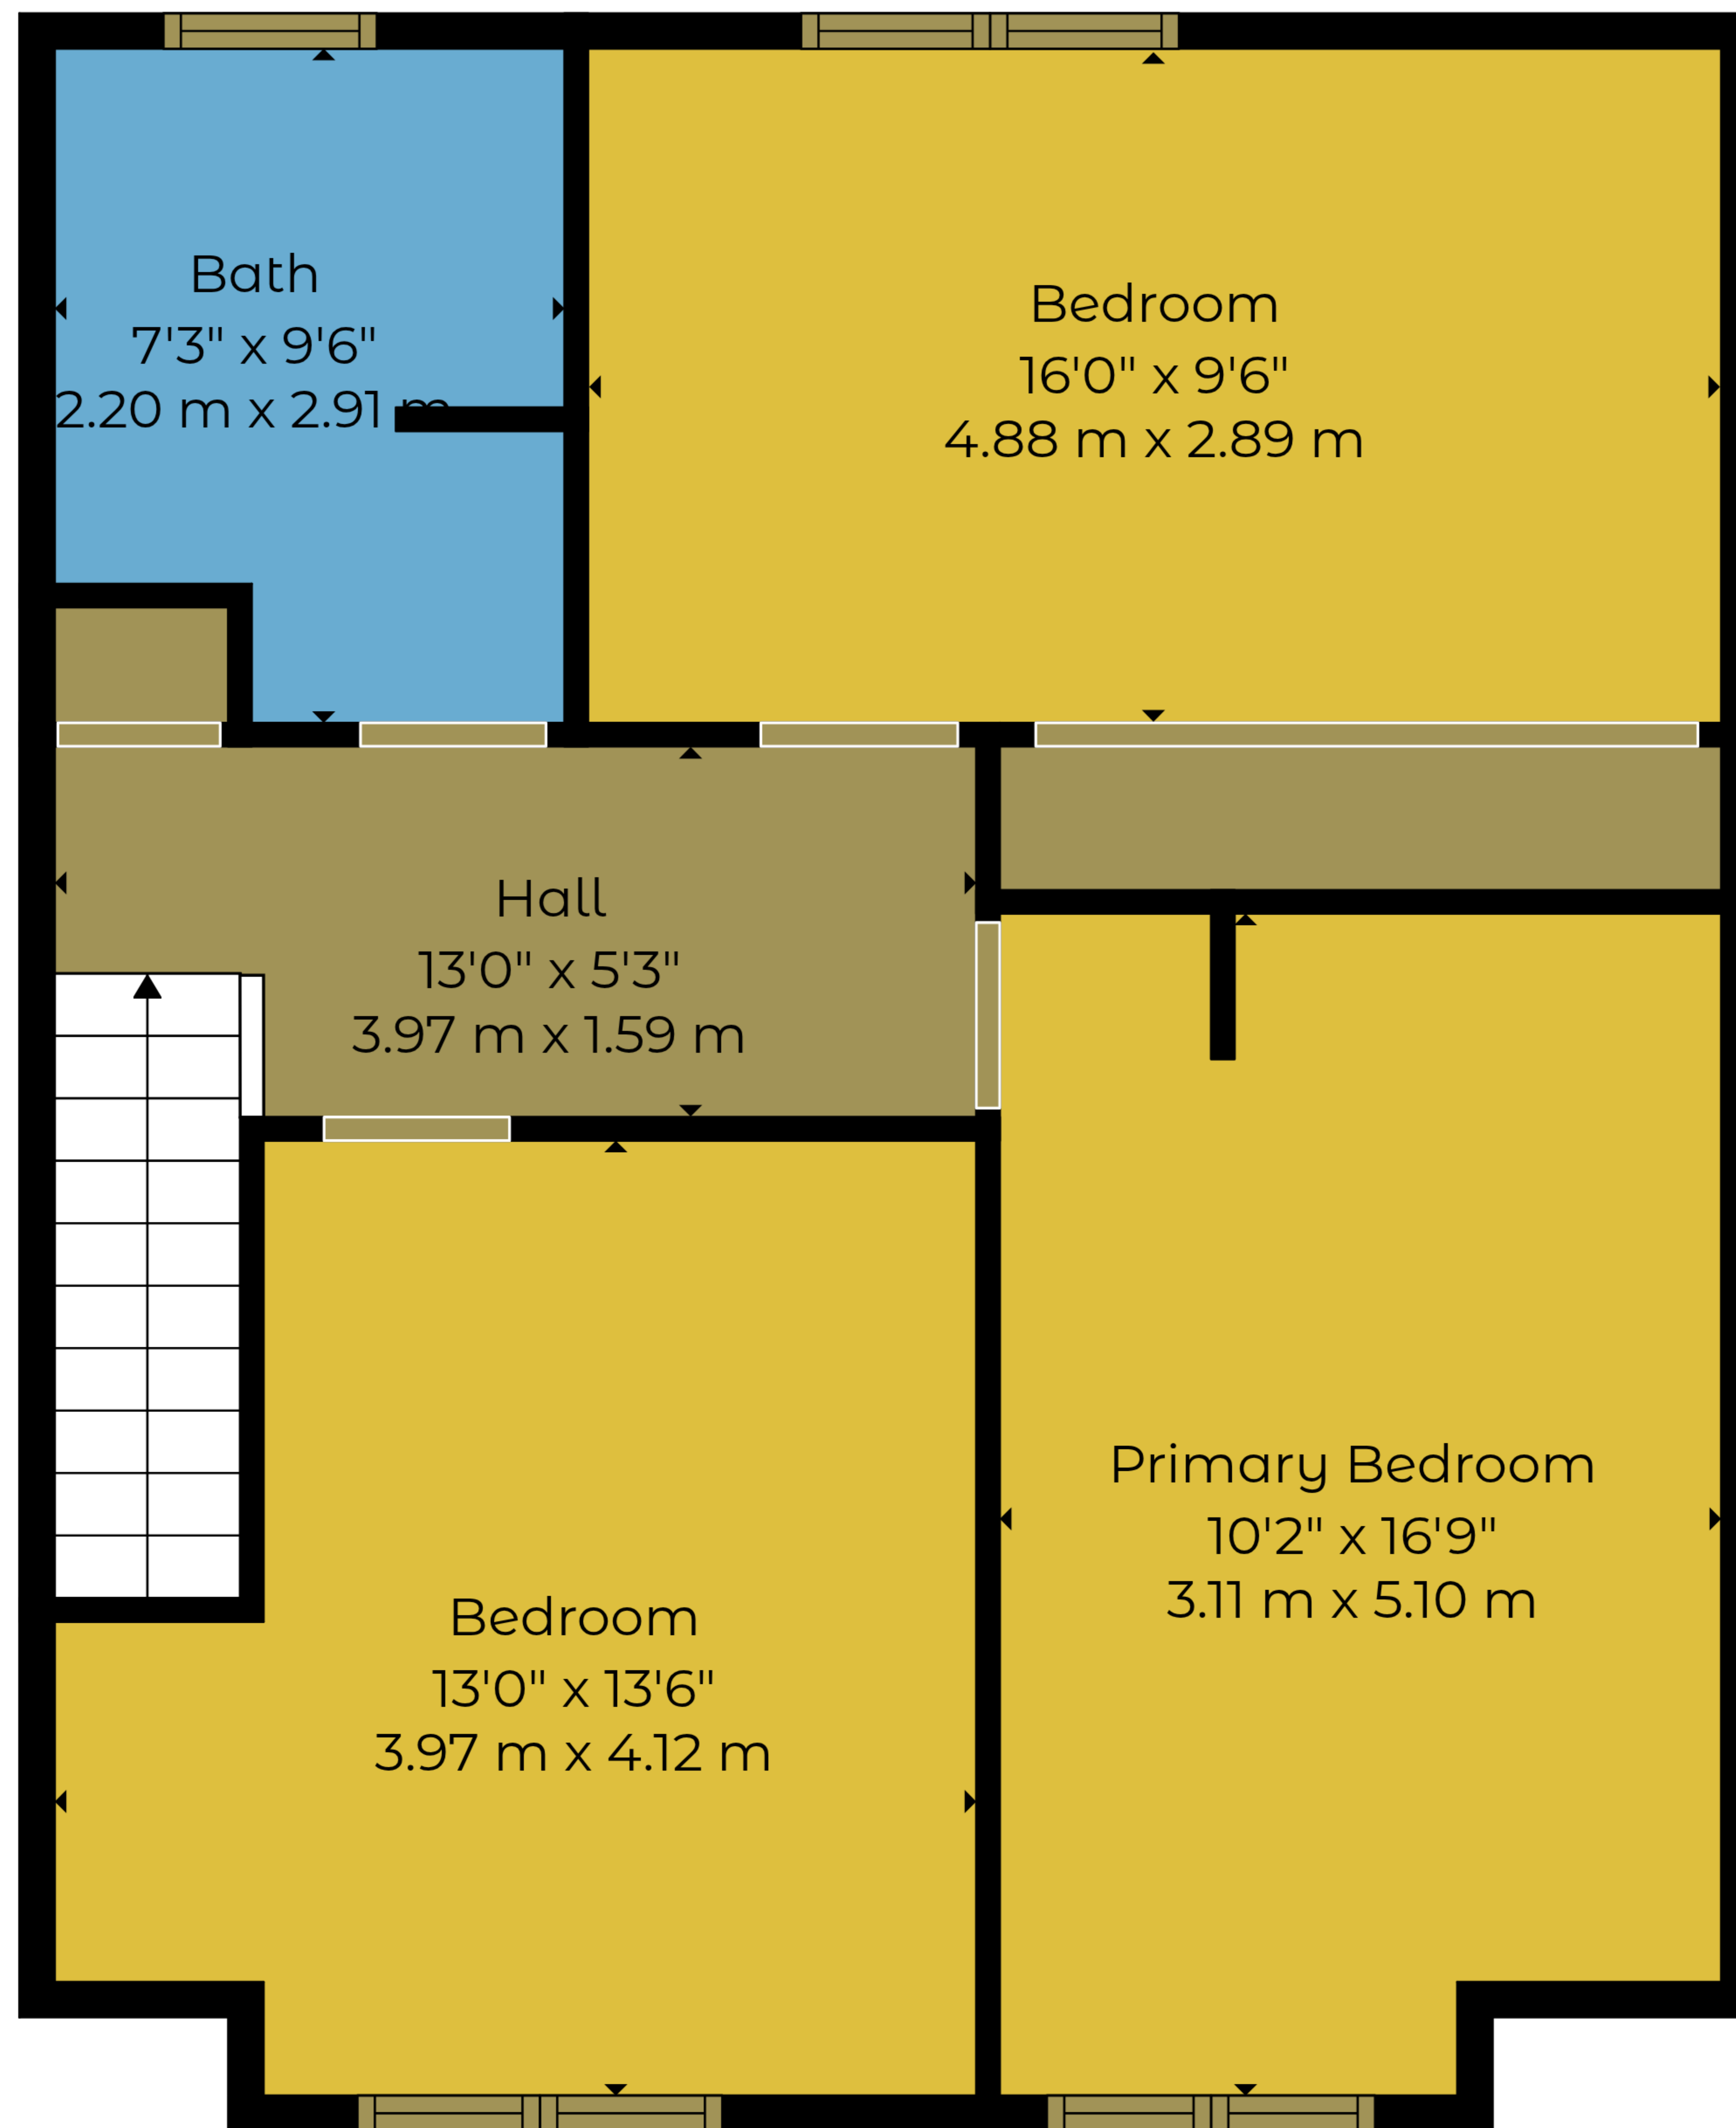 Bath
7'3" x 9'6"
2.20 m x 2.91 m
Bedroom
16'0" x 9'6"
4.88 m x 2.89 m
Hall
13'0" x 5'3"
3.97 m x 1.59 m
Primary Bedroom
10'2" x 16'9"
3.11 m x 5.10 m
Bedroom
13'0" x 13'6"
3.97 m x 4.12 m